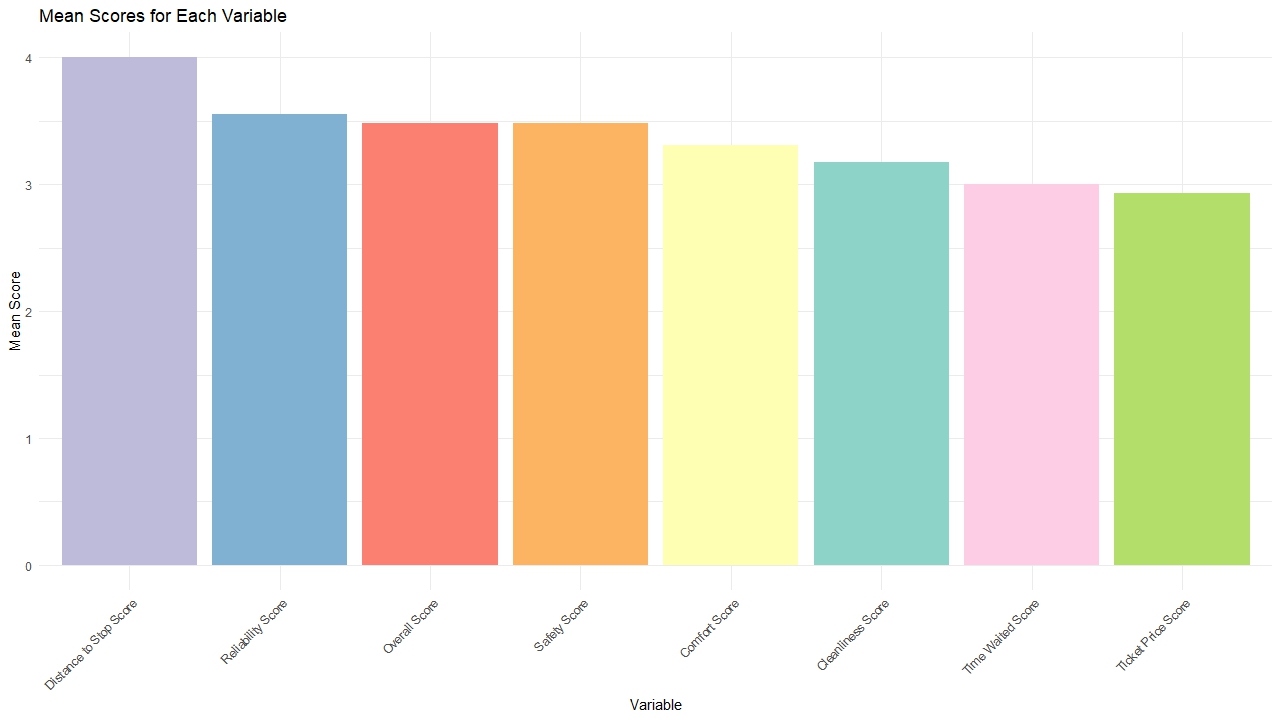 Mean Scores for Each Variable
Mean Score
4
3
2
1
0
Distance to Stop Score
Reliability Score
Overall Score
Safety Score
Comfort Score
Cleanliness Score
Time Waited Score
Ticket Price Score
Variable